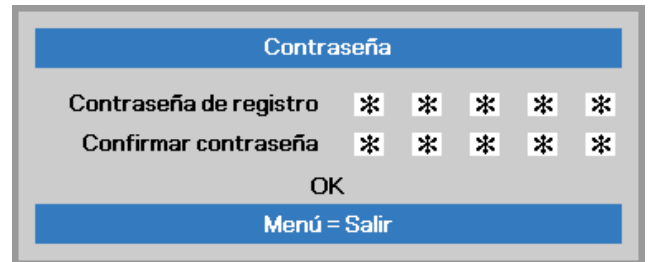 Contraseña
Contraseña de registro * * * * *
Confirmar contraseña * * * * *
OK
Menú = Salir